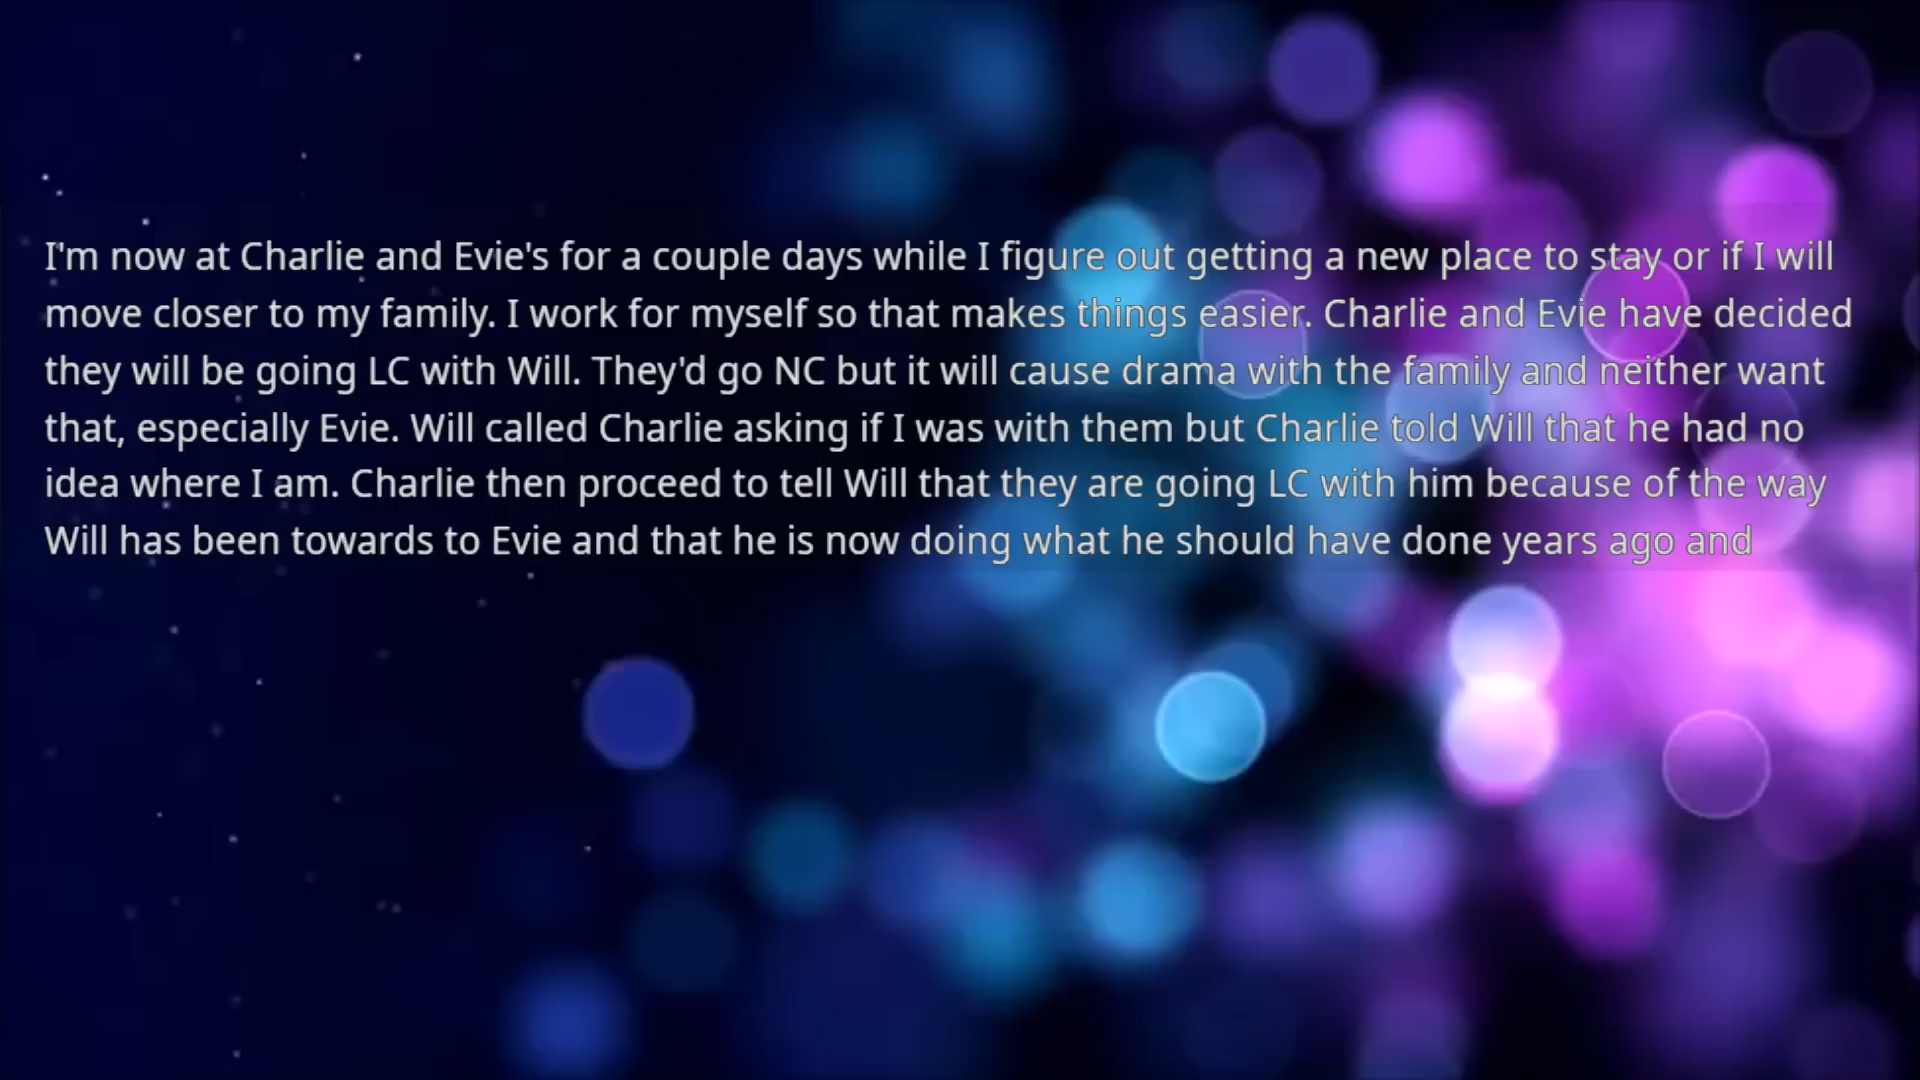 I'm now at Charlie and Evie's for a couple days while I figure out getting a new place to stay or if I will
move closer to my family. I work for myself so that makes things easier. Charlie and Evie have decided
they will be going LC with Will. They'd go NC but it will cause drama with the family and neither want
that, especially Evie. Will called Charlie asking if I was with them but Charlie told Will that he had no
idea where I am. Charlie then proceed to tell Will that they are going LC with him because of the way
Will has been towards to Evie and that he is now doing what he should have done years ago and